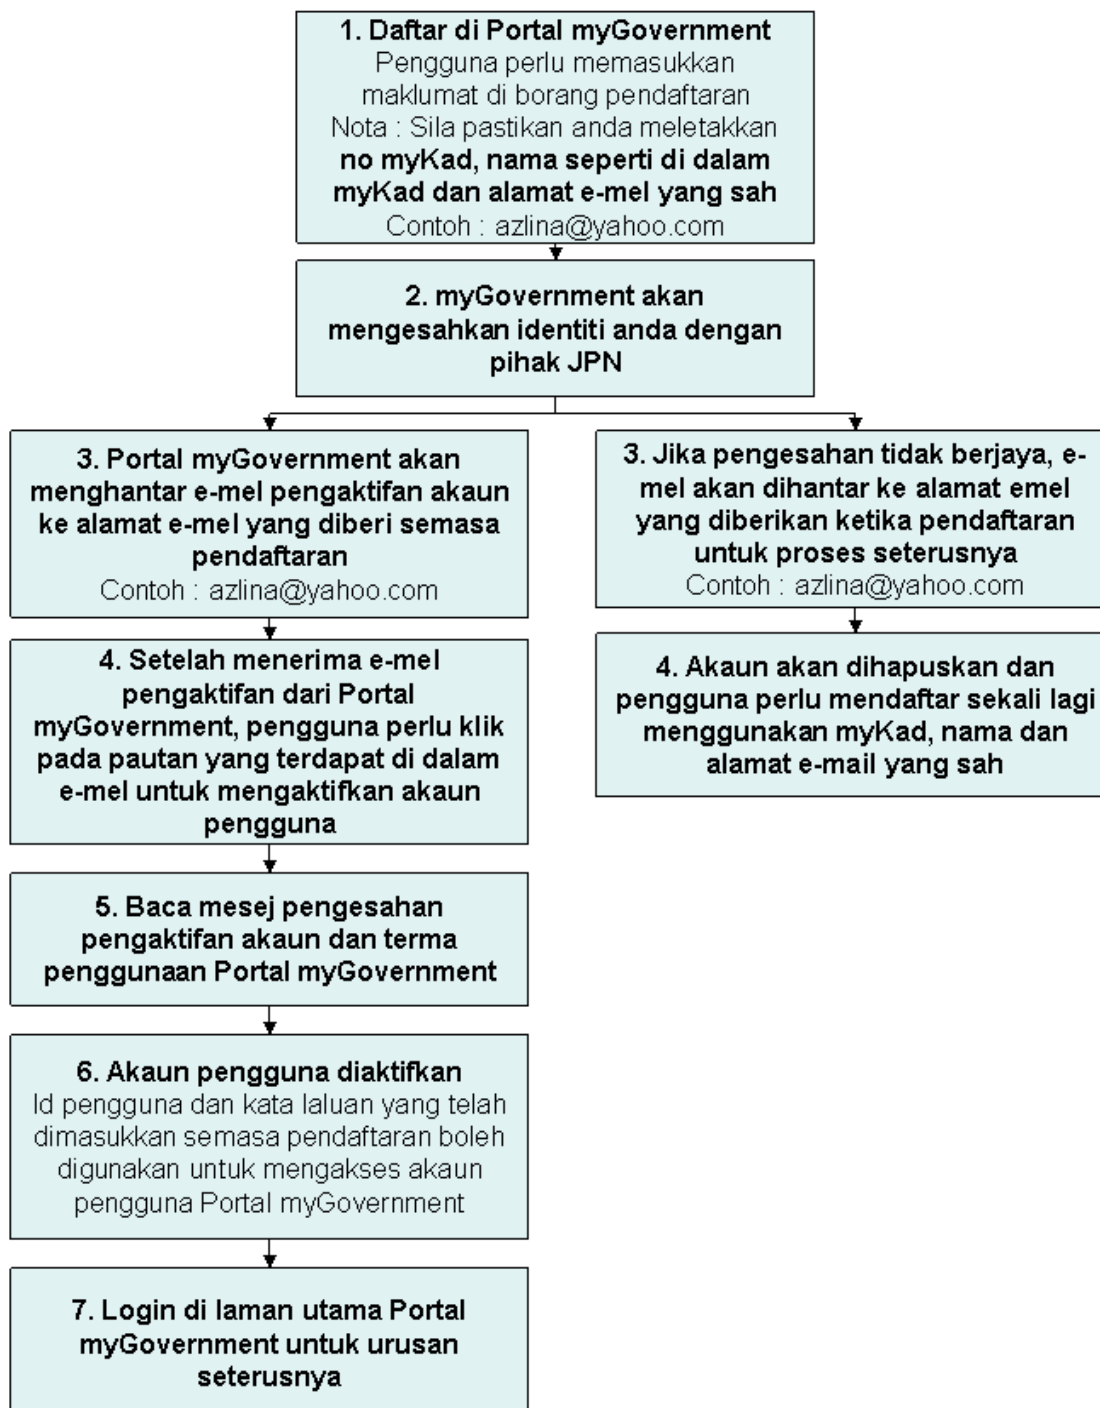 1. Daftar di Portal myGovernment
Pengguna perlu memasukkan
maklumat di borang pendaftaran
Nota : Sila pastikan anda meletakkan
no myKad, nama seperti di dalam
myKad dan alamat e-mel yang sah
Contoh : azlina@yahoo.com
2. myGovernment akan
mengesahkan identiti anda dengan
pihak JPN
3. Portal myGovernment akan
menghantar e-mel pengaktifan akaun
ke alamat e-mel yang diberi semasa
pendaftaran
Contoh : azlina@yahoo.com
4. Setelah menerima e-mel
pengaktifan dari Portal
myGovernment, pengguna perlu klik
pada pautan yang terdapat di dalam
e-mel untuk mengaktifkan akaun
pengguna
5. Baca mesej pengesahan
pengaktifan akaun dan terma
penggunaan Portal myGovernment
6. Akaun pengguna diaktifkan
Id pengguna dan kata laluan yang telah
dimasukkan semasa pendaftaran boleh
digunakan untuk mengakses akaun
pengguna Portal myGovernment
7. Login di laman utama Portal
myGovernment untuk urusan
seterusnya
3. Jika pengesahan tidak berjaya, e-
mel akan dihantar ke alamat emel
yang diberikan ketika pendaftaran
untuk proses seterusnya
Contoh : azlina@yahoo.com
4. Akaun akan dihapuskan dan
pengguna perlu mendaftar sekali lagi
menggunakan myKad, nama dan
alamat e-mail yang sah